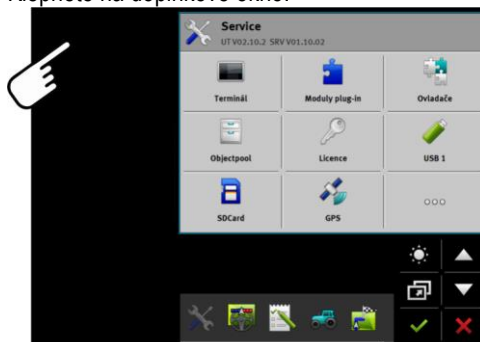 Klepněte na doplňkové okno.
Service
UT V02.10.2 SRV V01.10.02
Terminál
Moduly plug-in
Ovladače
Objectpool
Licence
USB 1
SDCard
GPS